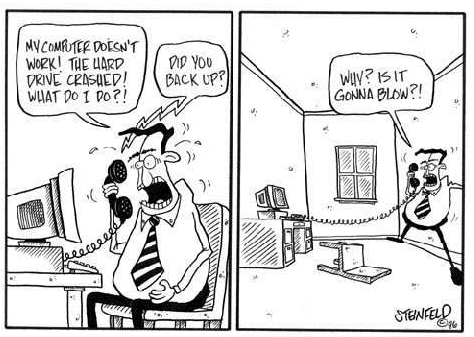 MY COMPUTER DOESN'T
WORK! THE HARD
DRIVE CRASHED!
WHAT DO I DO?!
DID YOU
BACK UP?
WHY? IS IT
GONNA BLOW?!
STEINFELD
©96